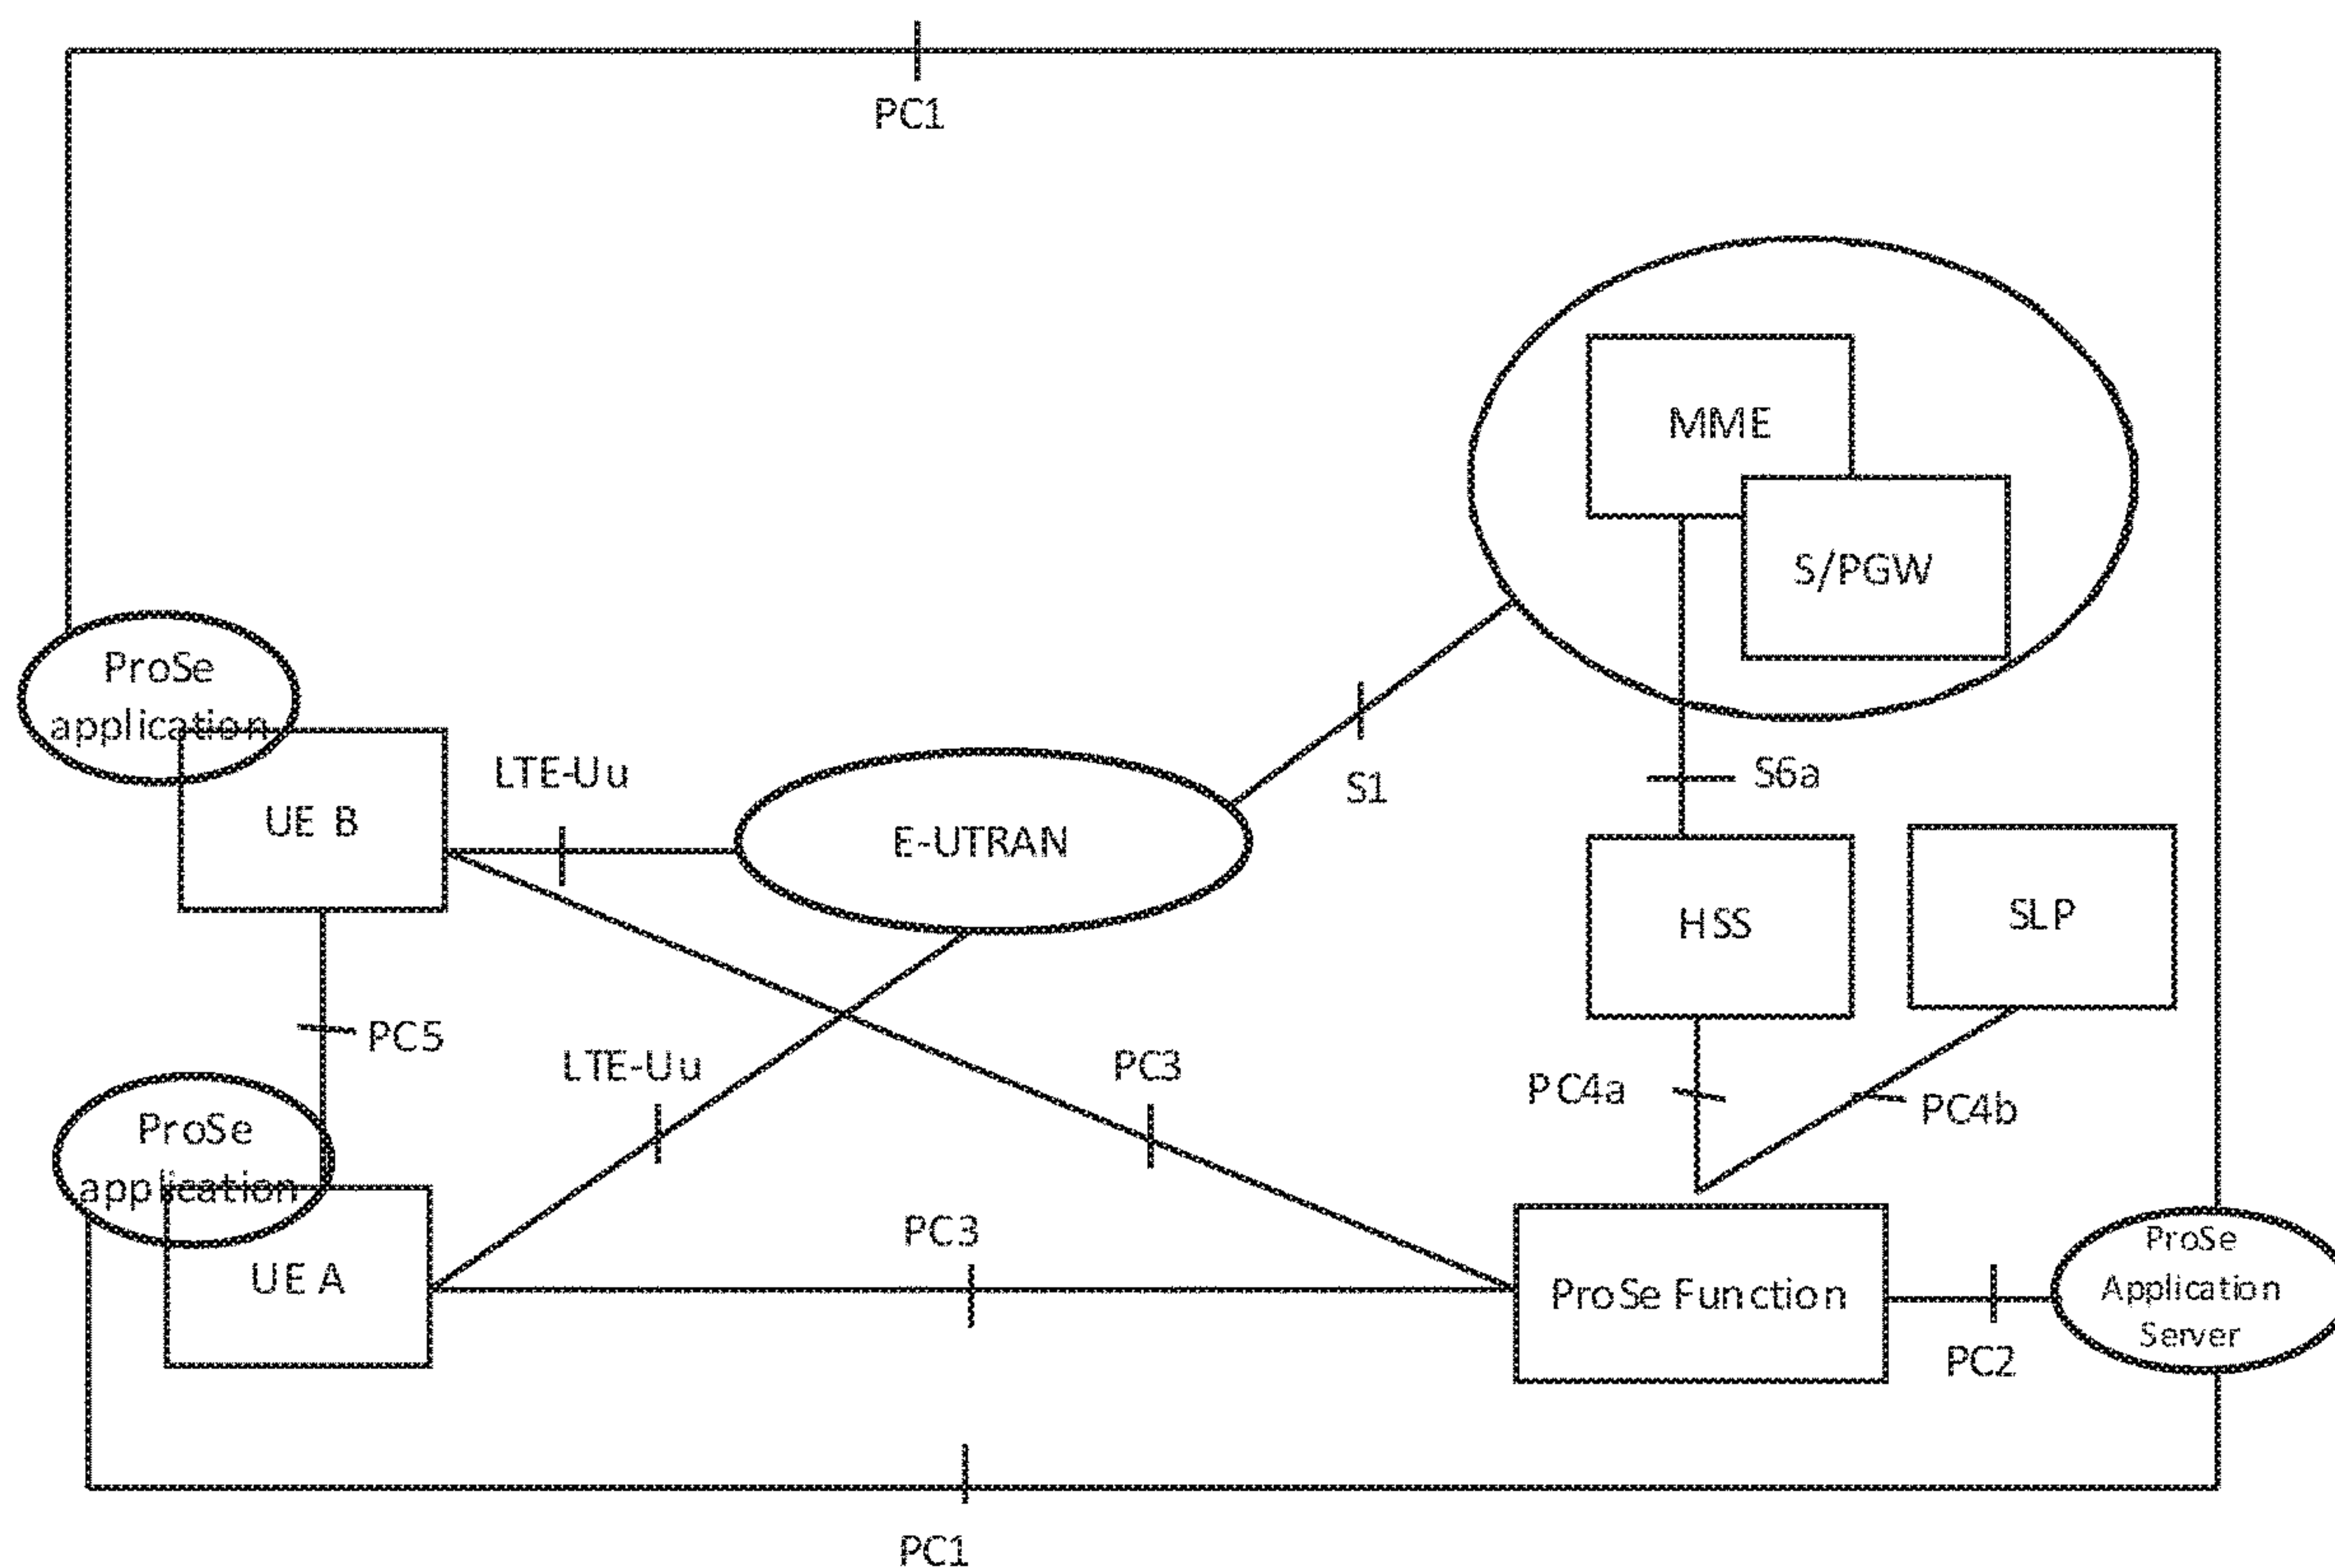 PC1
MME
S/PGW
ProSe
application
UE B
LTE-Uu
E-UTRAN
S1
S6a
HSS
SLP
PC5
LTE-Uu
PC3
PC4a
PC4b
ProSe
application
UE A
PC3
ProSe Function
ProSe
Application
Server
PC2
PC1